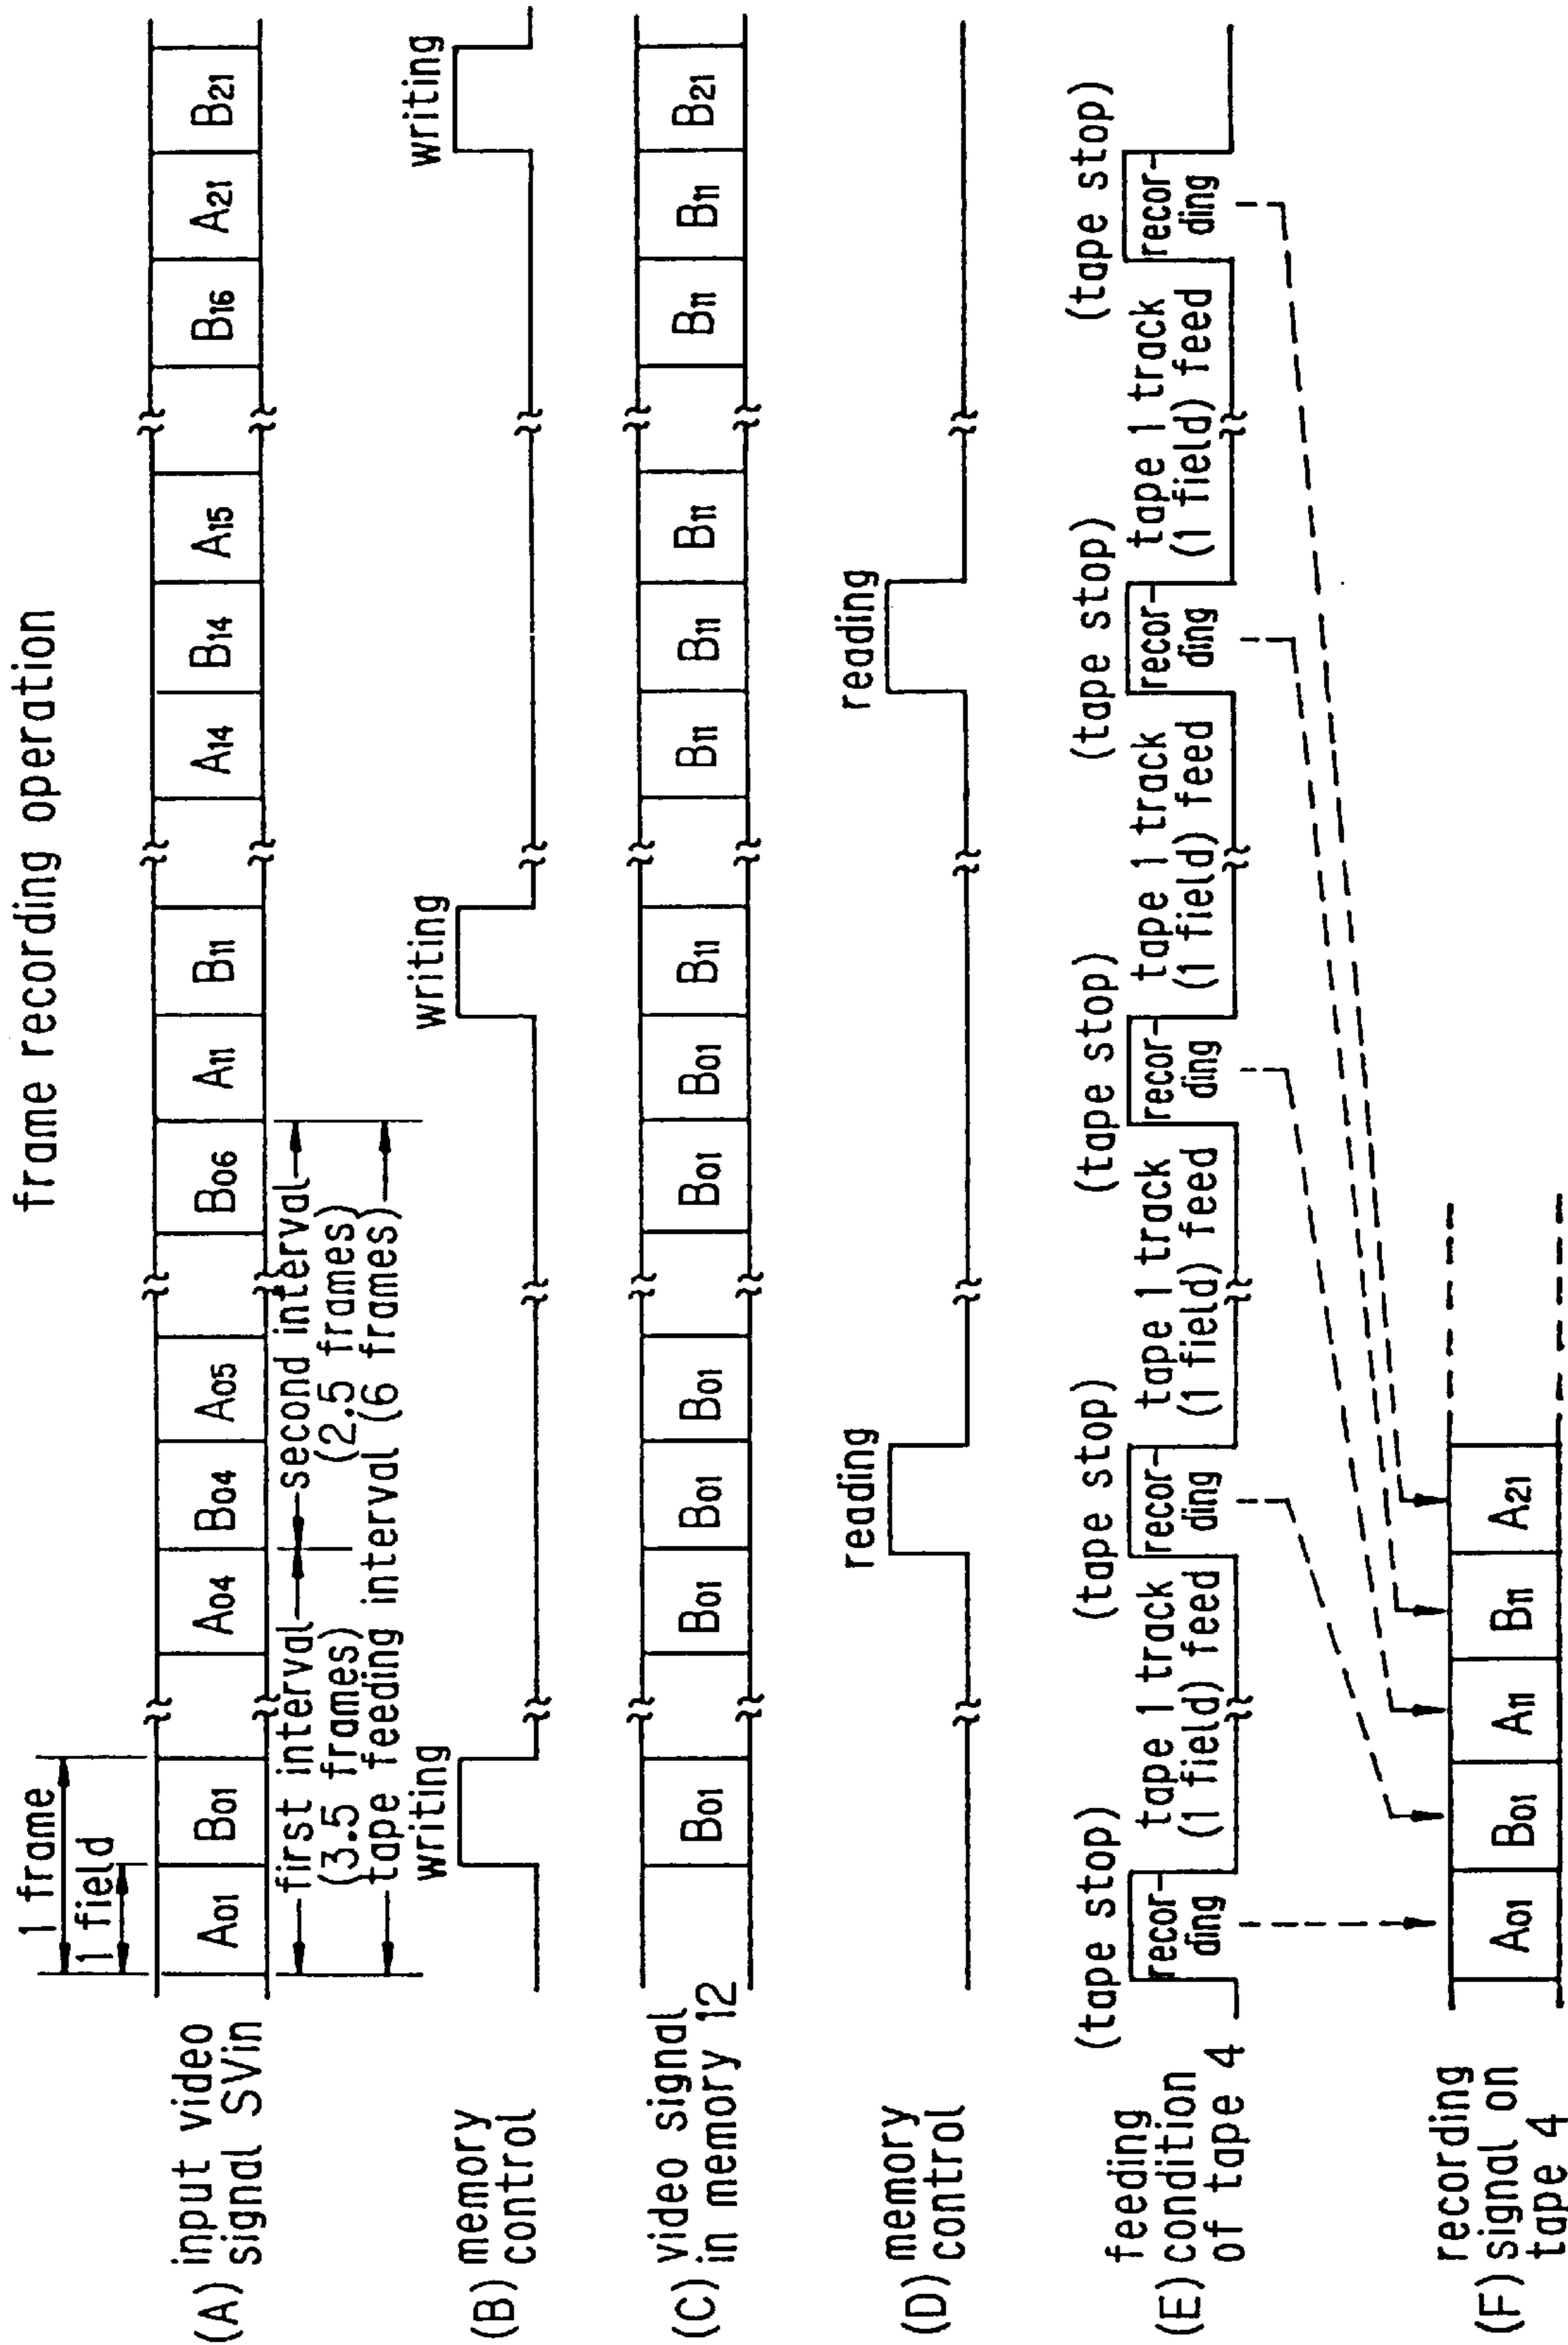 frame recording operation
1 frame
1 field
(A) input video
signal SVin
A01
B01
A04
B04
A05
B06
A11
B11
A14
B14
A15
B16
A21
B21
first interval
(3.5 frames)
second interval
(2.5 frames)
tape feeding interval (6 frames)
(B) memory
control
writing
writing
writing
(C) video signal
in memory 12
B01
B01
B01
B01
B01
B01
B11
B11
B11
B11
B11
B11
B21
(D) memory
control
reading
reading
feeding
(E) condition
of tape 4
(tape stop)
recor-
ding
tape 1 track
(1 field) feed
(tape stop)
recor-
ding
tape 1 track
(1 field) feed
(tape stop)
recor-
ding
tape 1 track
(1 field) feed
(tape stop)
recor-
ding
tape 1 track
(1 field) feed
(tape stop)
recor-
ding
recording
(F) signal on
tape 4
A01
B01
A11
B11
A21